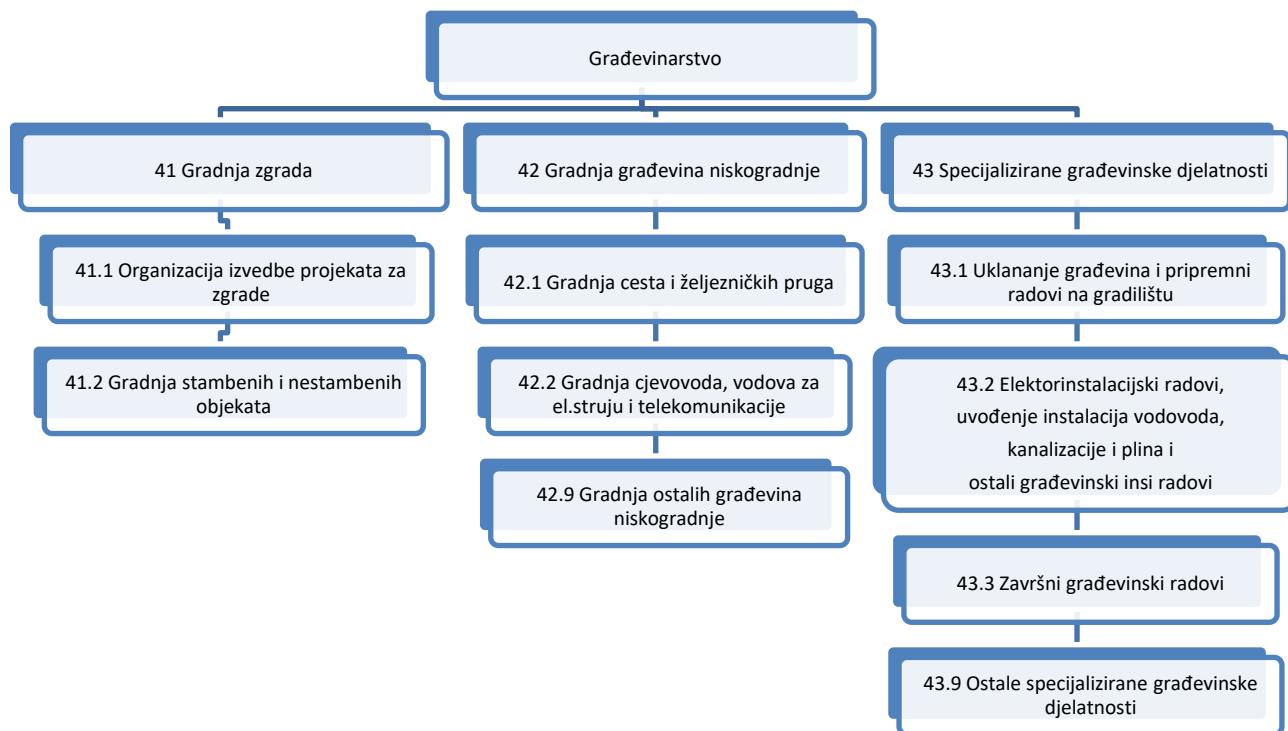 Građevinarstvo
41 Gradnja zgrada
41.1 Organizacija izvedbe projekata za
zgrade
41.2 Gradnja stambenih i nestambenih
objekata
42 Gradnja građevina niskogradnje
42.1 Gradnja cesta i željezničkih pruga
42.2 Gradnja cjevovoda, vodova za
el.struju i telekomunikacije
42.9 Gradnja ostalih građevina
niskogradnje
43 Specijalizirane građevinske djelatnosti
43.1 Uklananje građevina i pripremni
radovi na gradilištu
43.2 Elektorinstalacijski radovi,
uvođenje instalacija vodovoda,
kanalizacije i plina i
ostali građevinski insi radovi
43.3 Završni građevinski radovi
43.9 Ostale specijalizirane građevinske
djelatnosti